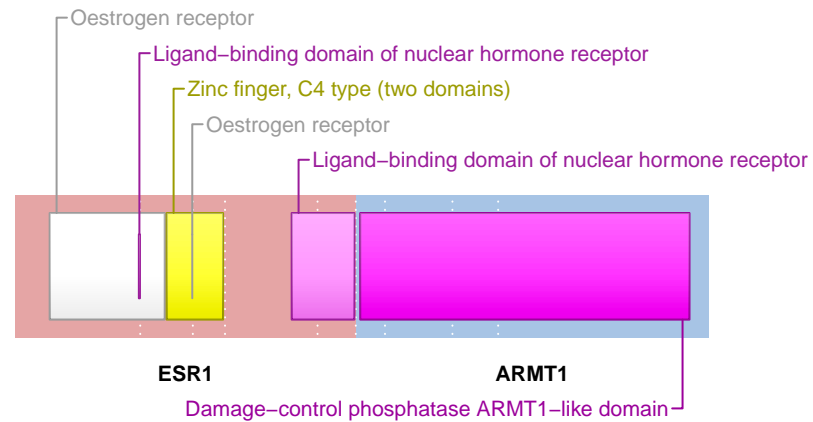 Oestrogen receptor
Ligand−binding domain of nuclear hormone receptor
Zinc finger, C4 type (two domains)
Oestrogen receptor
Ligand−binding domain of nuclear hormone receptor
ESR1
ARMT1
Damage−control phosphatase ARMT1−like domain